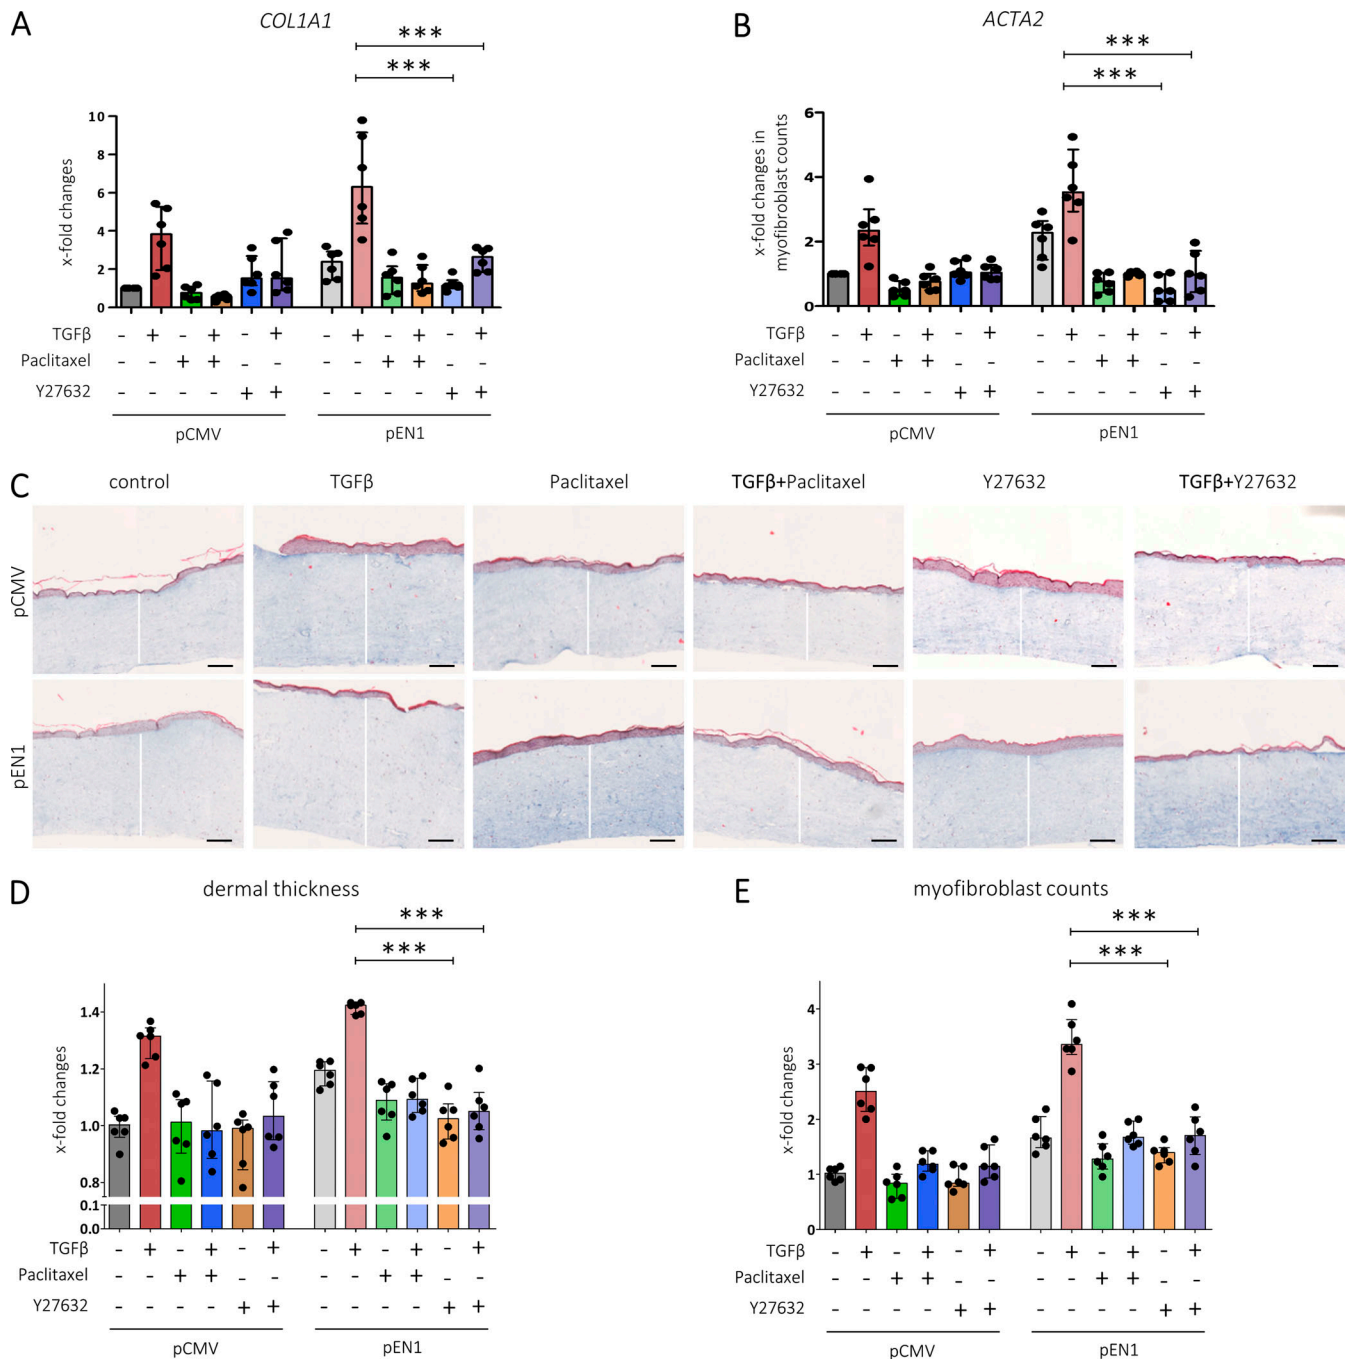 A
COL1A1
***
***
x-fold changes
10
8
6
4
2
0
TGFβ - + - + - + - + - + - +
Paclitaxel - - + + - - - - + + - -
Y27632 - - - - + + - - - - + +
pCMV pEN1
B
ACTA2
***
***
x-fold changes in
myofibroblast counts
6
4
2
0
TGFβ - + - + - + - + - + - +
Paclitaxel - - + + - - - - + + - -
Y27632 - - - - + + - - - - + +
pCMV pEN1
C
control TGFβ Paclitaxel TGFβ+Paclitaxel Y27632 TGFβ+Y27632
pCMV
pEN1
D
dermal thickness
***
***
x-fold changes
1.4
1.2
1.0
0.8
0.1
0.0
TGFβ - + - + - + - + - + - +
Paclitaxel - - + + - - - - + + - -
Y27632 - - - - + + - - - - + +
pCMV pEN1
E
myofibroblast counts
***
***
x-fold changes
4
3
2
1
0
TGFβ - + - + - + - + - + - +
Paclitaxel - - + + - - - - + + - -
Y27632 - - - - + + - - - - + +
pCMV pEN1